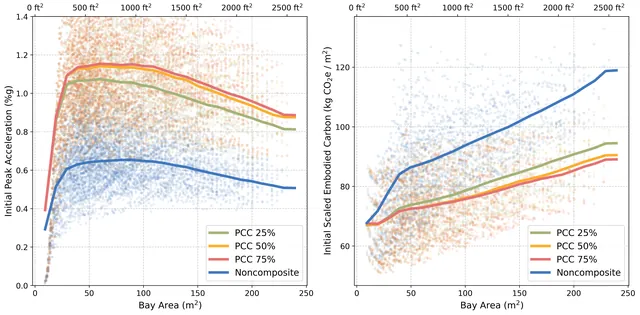 0 ft² 500 ft² 1000 ft² 1500 ft² 2000 ft² 2500 ft²
1.4
1.2
1.0
0.8
0.6
0.4
0.2
0.0
Initial Peak Acceleration (%g)
PCC 25%
PCC 50%
PCC 75%
Noncomposite
0 50 100 150 200 250
Bay Area (m²)
0 ft² 500 ft² 1000 ft² 1500 ft² 2000 ft² 2500 ft²
120
100
80
60
Initial Scaled Embodied Carbon (kg CO₂e / m²)
PCC 25%
PCC 50%
PCC 75%
Noncomposite
0 50 100 150 200 250
Bay Area (m²)